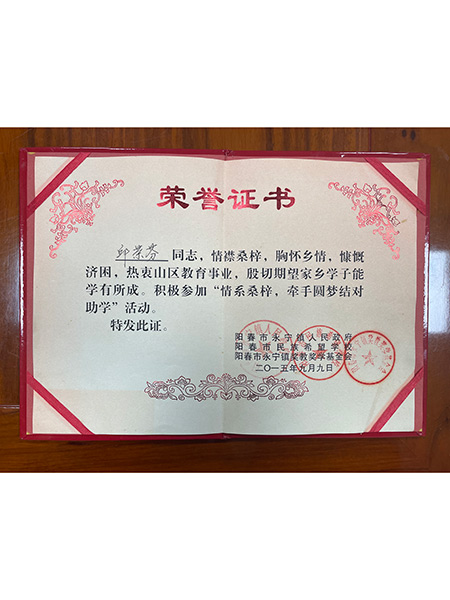 荣誉证书
邱荣芬 同志，情襟桑梓，胸怀乡情，慷慨
济困，热衷山区教育事业，殷切期望家乡学子能
学有所成。积极参加“情系桑梓，牵手圆梦结对
助学”活动。
特发此证。
阳春市永宁镇人民政府
阳春市民族希望学校
阳春市永宁镇奖教奖学基金会
二〇一五年九月九日